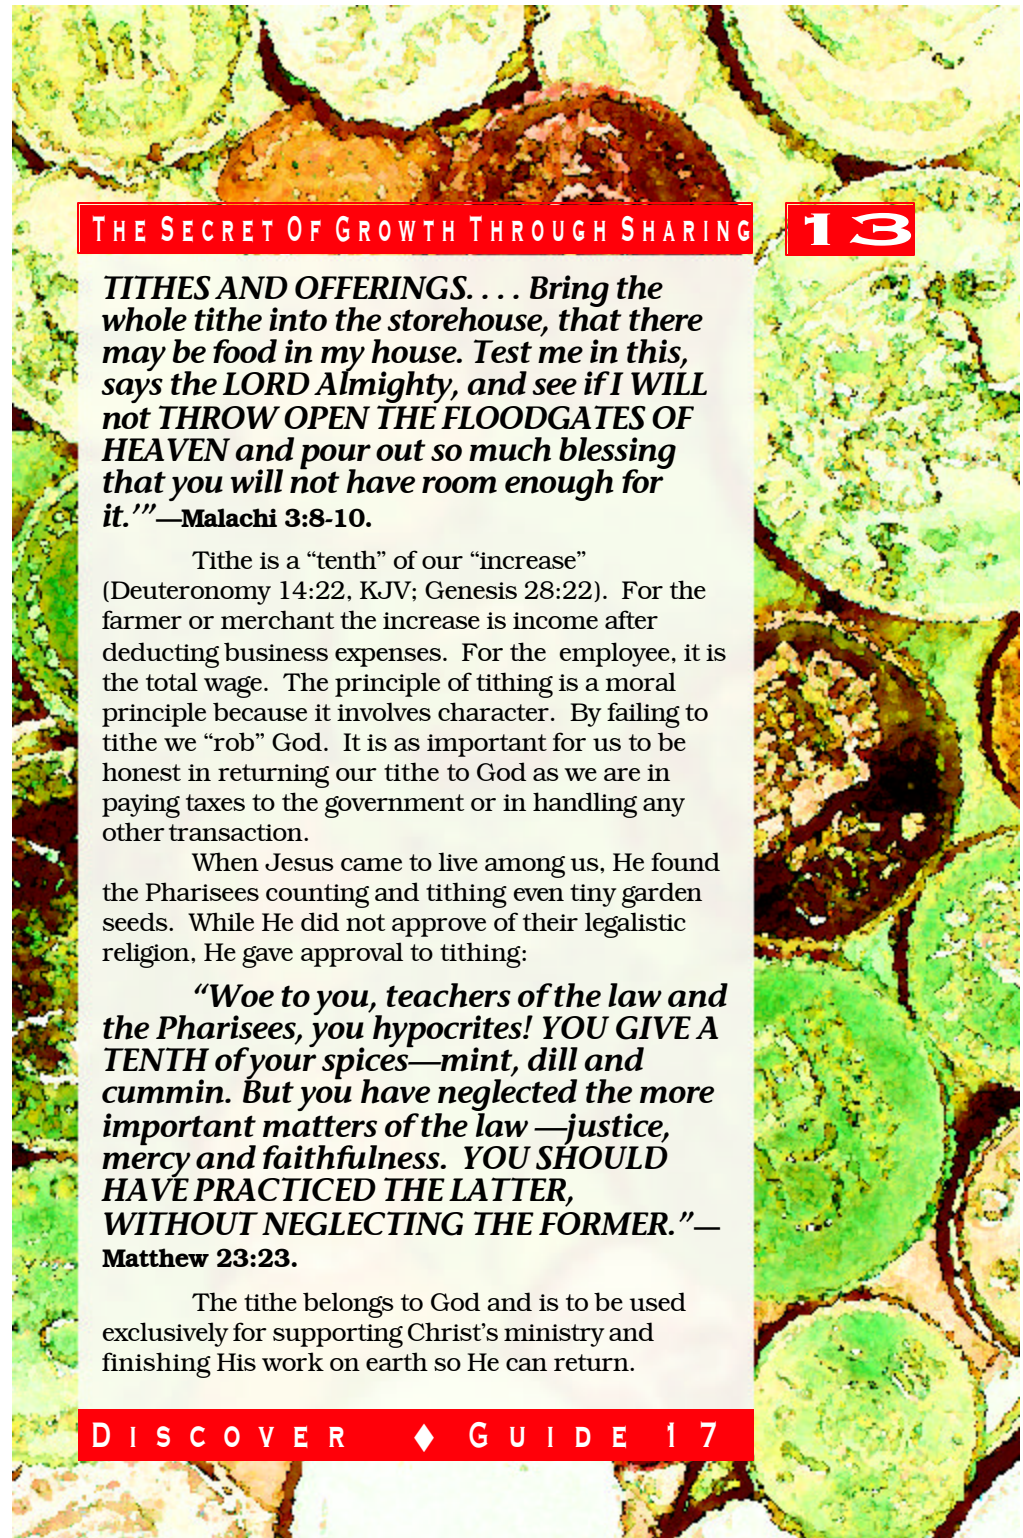 THE SECRET OF GROWTH THROUGH SHARING 13
TITHES AND OFFERINGS. . . . Bring the
whole tithe into the storehouse, that there
may be food in my house. Test me in this,
says the LORD Almighty, and see if I WILL
not THROW OPEN THE FLOODGATES OF
HEAVEN and pour out so much blessing
that you will not have room enough for
it.’”—Malachi 3:8-10.
Tithe is a “tenth” of our “increase”
(Deuteronomy 14:22, KJV; Genesis 28:22). For the
farmer or merchant the increase is income after
deducting business expenses. For the employee, it is
the total wage. The principle of tithing is a moral
principle because it involves character. By failing to
tithe we “rob” God. It is as important for us to be
honest in returning our tithe to God as we are in
paying taxes to the government or in handling any
other transaction.
When Jesus came to live among us, He found
the Pharisees counting and tithing even tiny garden
seeds. While He did not approve of their legalistic
religion, He gave approval to tithing:
“Woe to you, teachers of the law and
the Pharisees, you hypocrites! YOU GIVE A
TENTH of your spices—mint, dill and
cummin. But you have neglected the more
important matters of the law —justice,
mercy and faithfulness. YOU SHOULD
HAVE PRACTICED THE LATTER,
WITHOUT NEGLECTING THE FORMER.”—
Matthew 23:23.
The tithe belongs to God and is to be used
exclusively for supporting Christ’s ministry and
finishing His work on earth so He can return.
DISCOVER ♦ GUIDE 17